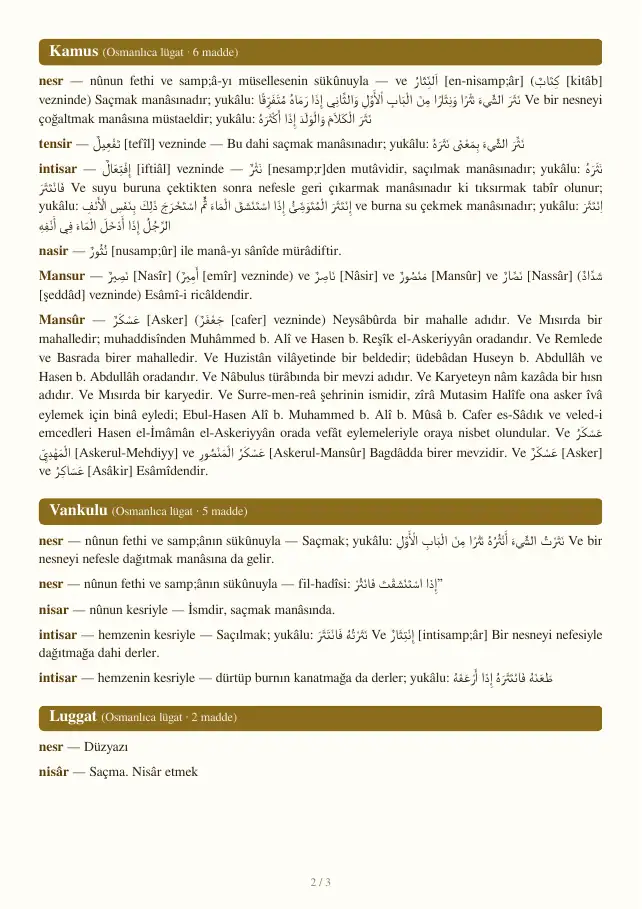 Kamus (Osmanlıca lügat · 6 madde)
nesr — nûnun fethi ve samp;â-yı müsellesenin sükûnuyla — ve اَلنِّثَارُ [en-nisamp;âr] (كِتَابٌ [kitâb]
vezninde) Saçmak manâsınadır; yukâlu: نَثَرَ الشَّيءَ نَثْرًا وَنِثَارًا مِنَ الْبَابِ اْلأَوَّلِ وَالثَّانِي إِذَا رَمَاهُ مُتَفَرِّقًا Ve bir nesneyi
çoğaltmak manâsına müstaeldir; yukâlu: نَثَرَ الْكَلاَمَ وَالْوَلَدَ إِذَا أَكْثَرَهُ
tensir — تَفْعِيلٌ [tefîl] vezninde — Bu dahi saçmak manâsınadır; yukâlu: نَثَّرَ الشَّيءَ بِمَعْنَى نَثَرَهُ
intisar — إِفْتِعَالٌ [iftiâl] vezninde — نَثْرٌ [nesamp;r]den mutâvidir, saçılmak manâsınadır; yukâlu: نَثَرَهُ
فَانْتَثَرَ Ve suyu buruna çektikten sonra nefesle geri çıkarmak manâsınadır ki tıksırmak tabîr olunur;
yukâlu: إِنْتَثَرَ الْمُتَوَضِّئُ إِذَا اسْتَنْشَقَ الْمَاءَ ثُمَّ اسْتَخْرَجَ ذَلِكَ بِنَفَسِ الْأَنْفِ ve burna su çekmek manâsınadır; yukâlu: إِنْتَثَرَ
الرَّجُلُ إِذَا أَدْخَلَ الْمَاءَ فِي أَنْفِهِ
nasir — نُثُورٌ [nusamp;ûr] ile manâ-yı sânîde mürâdiftir.
Mansur — نَصِيرٌ [Nasîr] (أَمِيرٌ [emîr] vezninde) ve نَاصِرٌ [Nâsir] ve مَنْصُورٌ [Mansûr] ve نَصَّارٌ [Nassâr] (شَدَّادٌ
[şeddâd] vezninde) Esâmî-i ricâldendir.
Mansûr — عَسْكَرٌ [Asker] (جَعْفَرٌ [cafer] vezninde) Neysâbûrda bir mahalle adıdır. Ve Mısırda bir
mahalledir; muhaddisînden Muhâmmed b. Alî ve Hasen b. Reşîk el-Askeriyyân oradandır. Ve Remlede
ve Basrada birer mahalledir. Ve Huzistân vilâyetinde bir beldedir; üdebâdan Huseyn b. Abdullâh ve
Hasen b. Abdullâh oradandır. Ve Nâbulus türâbında bir mevzi adıdır. Ve Karyeteyn nâm kazâda bir hısn
adıdır. Ve Mısırda bir karyedir. Ve Surre-men-reâ şehrinin ismidir, zîrâ Mutasim Halîfe ona asker îvâ
eylemek için binâ eyledi; Ebul-Hasen Alî b. Muhammed b. Alî b. Mûsâ b. Cafer es-Sâdık ve veled-i
emcedleri Hasen el-İmâmân el-Askeriyyân orada vefât eylemeleriyle oraya nisbet olundular. Ve عَسْكَرُ
الْمَهْدِيِّ [Askerul-Mehdiyy] ve عَسْكَرُ الْمَنْصُورِ [Askerul-Mansûr] Bagdâdda birer mevzidir. Ve عَسْكَرٌ [Asker]
ve عَسَاكِرُ [Asâkir] Esâmîdendir.
Vankulu (Osmanlıca lügat · 5 madde)
nesr — nûnun fethi ve samp;ânın sükûnuyla — Saçmak; yukâlu: نَثَرْتُ الشَّيءَ أَنْثُرُهُ نَثْرًا مِنَ الْبَابِ الْأَوَّلِ Ve bir
nesneyi nefesle dağıtmak manâsına da gelir.
nesr — nûnun fethi ve samp;ânın sükûnuyla — fil-hadîsi: إِذَا اسْتَنْشَقْتَ فَانْثُرْ”
nisar — nûnun kesriyle — İsmdir, saçmak manâsında.
intisar — hemzenin kesriyle — Saçılmak; yukâlu: نَثَرْتُهُ فَانْتَثَرَ Ve إِنْتِثَارٌ [intisamp;âr] Bir nesneyi nefesiyle
dağıtmağa dahi derler.
intisar — hemzenin kesriyle — dürtüp burnın kanatmağa da derler; yukâlu: طَعَنَهُ فَانْتَثَرَهُ إِذَا أَرْعَفَهُ
Luggat (Osmanlıca lügat · 2 madde)
nesr — Düzyazı
nisâr — Saçma. Nisâr etmek
2 / 3